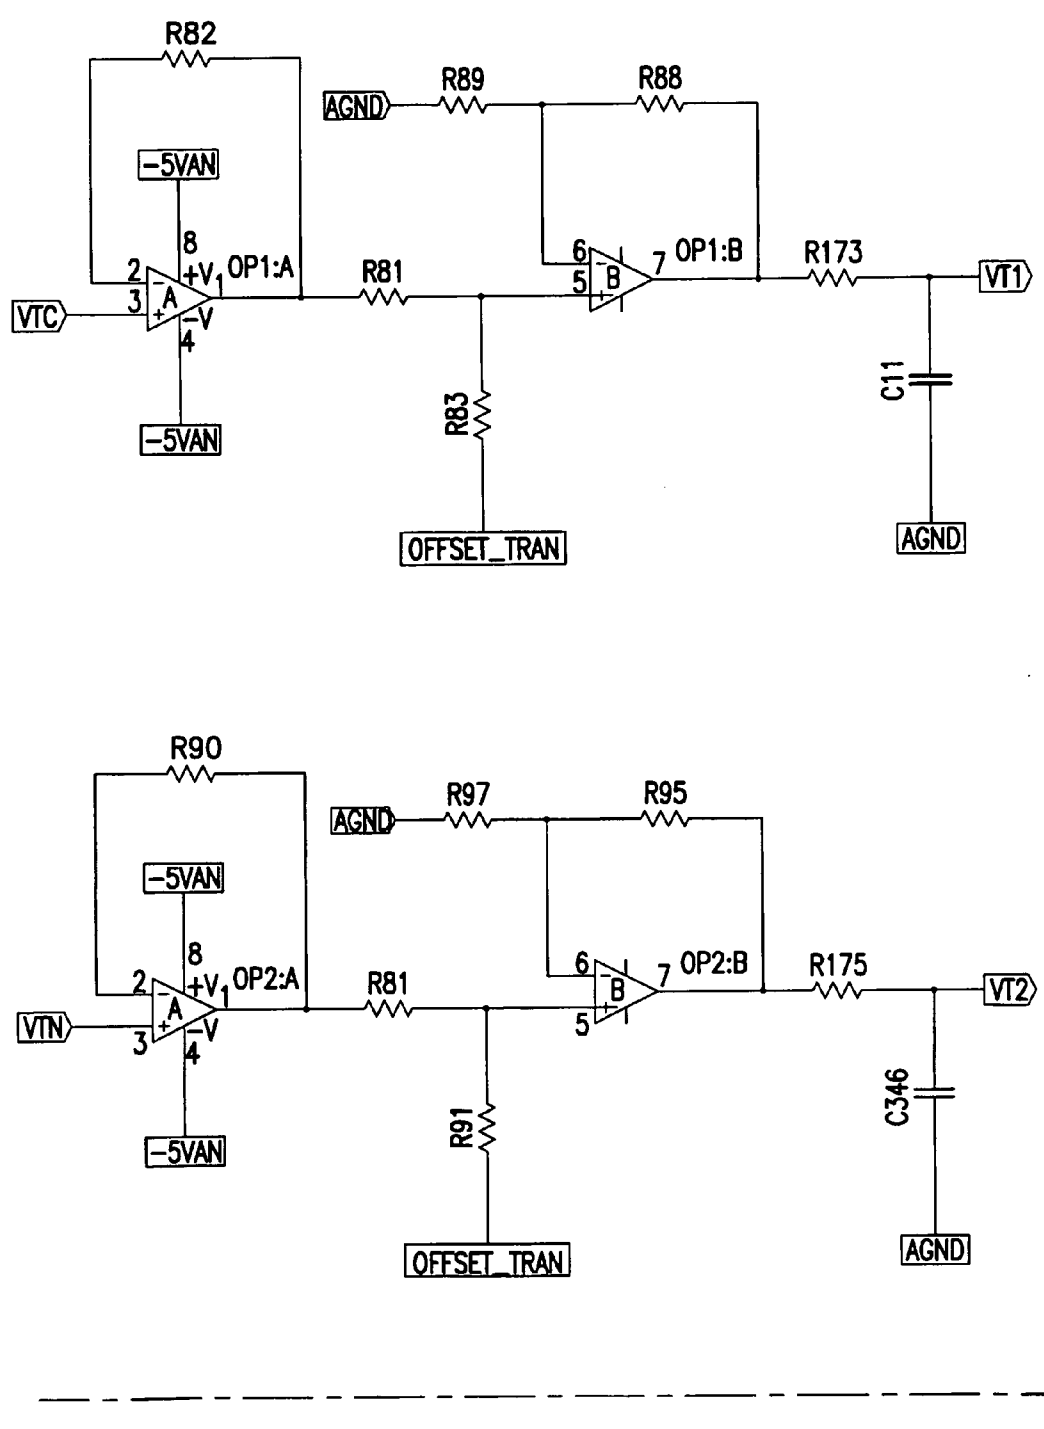 R82
R89
R88
AGND
-5VAN
8
OP1:A
2
+V
1
A
-
3
+
-V
4
VTC
-5VAN
R81
6
-
5
+
B
7
OP1:B
R173
VT1
C11
R83
OFFSET_TRAN
AGND
R90
R97
R95
AGND
-5VAN
8
OP2:A
2
+V
1
A
-
3
+
-V
4
VTN
-5VAN
R81
6
-
5
+
B
7
OP2:B
R175
VT2
C346
R91
OFFSET_TRAN
AGND